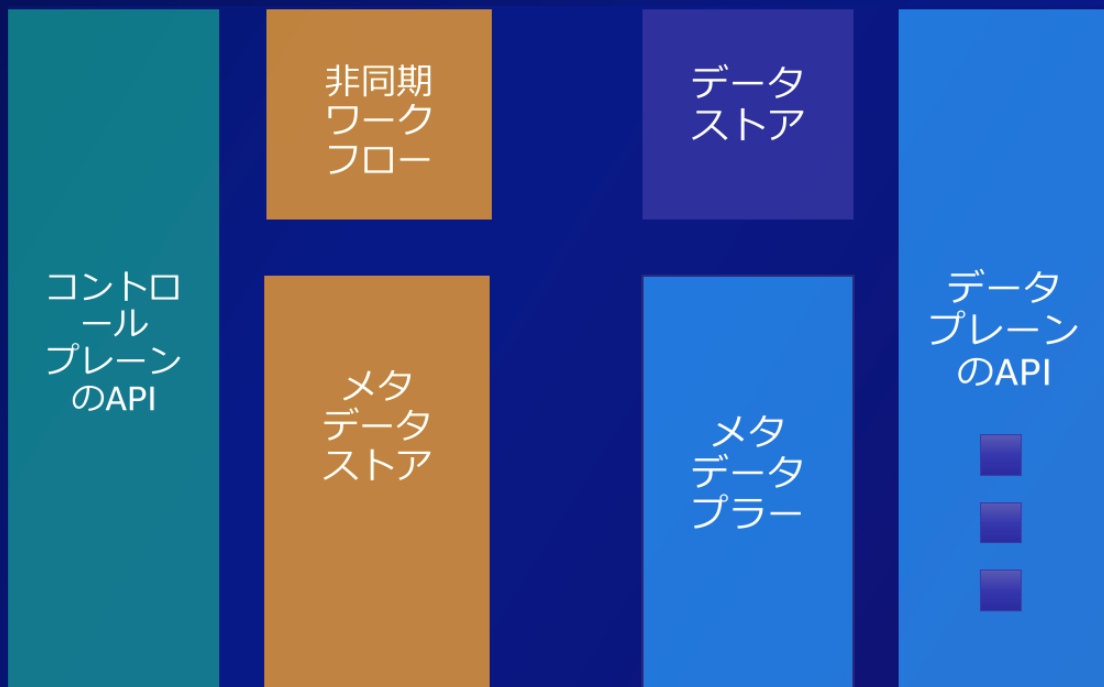 コントロ
ール
プレーン
のAPI
非同期
ワーク
フロー
メタ
データ
ストア
データ
ストア
メタ
データ
プラー
データ
プレーン
のAPI